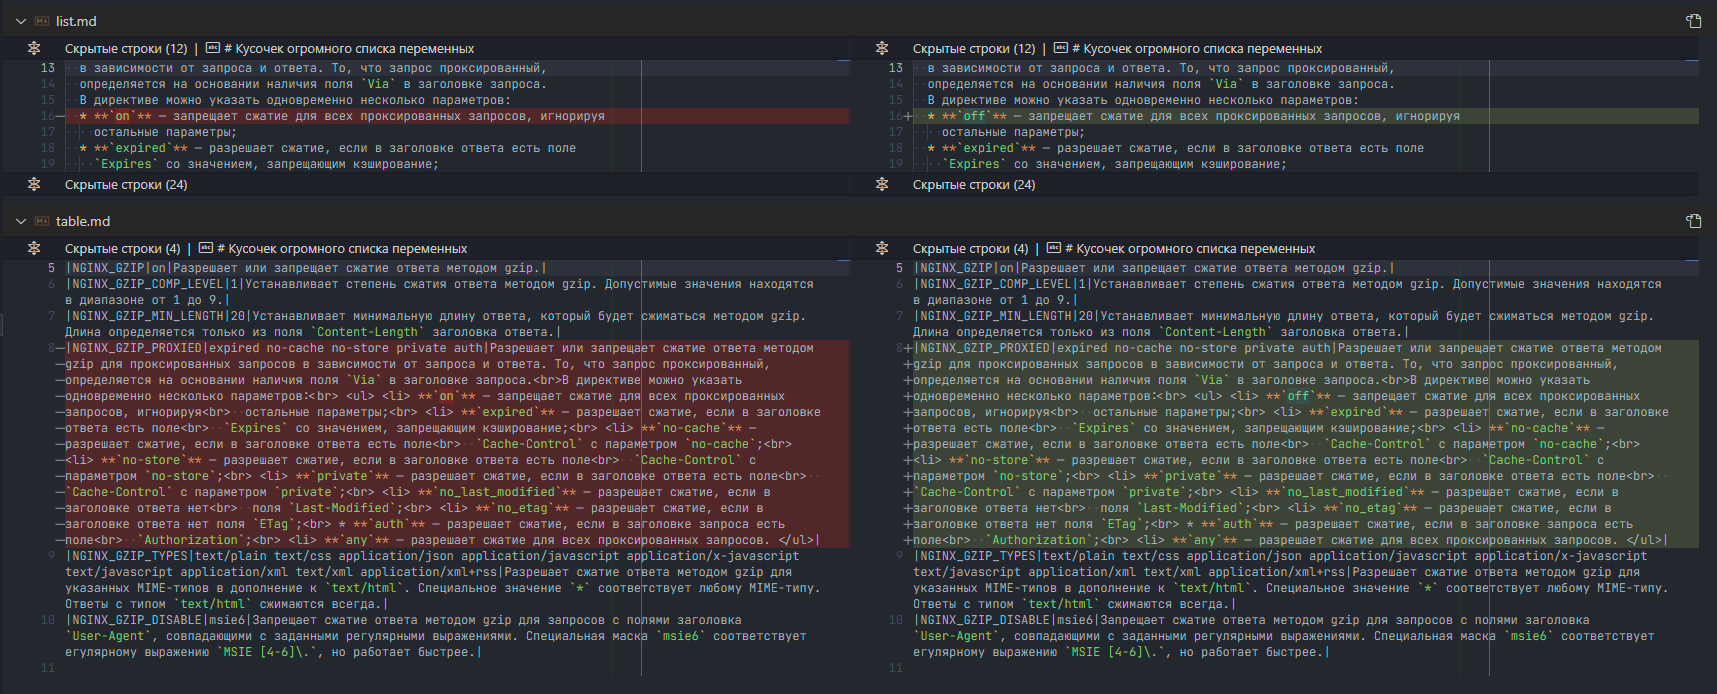 list.md
Скрытые строки (12) | # Кусочек огромного списка переменных
13 в зависимости от запроса и ответа. То, что запрос проксированный,
14 определяется на основании наличия поля `Via` в заголовке запроса.
15 В директиве можно указать одновременно несколько параметров:
16 * **`on`** — запрещает сжатие для всех проксированных запросов, игнорируя
17 остальные параметры;
18 * **`expired`** — разрешает сжатие, если в заголовке ответа есть поле
19 `Expires` со значением, запрещающим кэширование;
Скрытые строки (24)
Скрытые строки (12) | # Кусочек огромного списка переменных
13 в зависимости от запроса и ответа. То, что запрос проксированный,
14 определяется на основании наличия поля `Via` в заголовке запроса.
15 В директиве можно указать одновременно несколько параметров:
16+ * **`off`** — запрещает сжатие для всех проксированных запросов, игнорируя
17 остальные параметры;
18 * **`expired`** — разрешает сжатие, если в заголовке ответа есть поле
19 `Expires` со значением, запрещающим кэширование;
Скрытые строки (24)
table.md
Скрытые строки (4) | # Кусочек огромного списка переменных
5 |NGINX_GZIP|on|Разрешает или запрещает сжатие ответа методом gzip.|
6 |NGINX_GZIP_COMP_LEVEL|1|Устанавливает степень сжатия ответа методом gzip. Допустимые значения находятся
в диапазоне от 1 до 9.|
7 |NGINX_GZIP_MIN_LENGTH|20|Устанавливает минимальную длину ответа, который будет сжиматься методом gzip.
Длина определяется только из поля `Content-Length` заголовка ответа.|
8— |NGINX_GZIP_PROXIED|expired no-cache no-store private auth|Разрешает или запрещает сжатие ответа методом
— gzip для проксированных запросов в зависимости от запроса и ответа. То, что запрос проксированный,
— определяется на основании наличия поля `Via` в заголовке запроса.<br>В директиве можно указать
— одновременно несколько параметров:<br> <ul> <li> **`on`** — запрещает сжатие для всех проксированных
— запросов, игнорируя<br> остальные параметры;<br> <li> **`expired`** — разрешает сжатие, если в заголовке
— ответа есть поле<br> `Expires` со значением, запрещающим кэширование;<br> <li> **`no-cache`** —
— разрешает сжатие, если в заголовке ответа есть поле<br> `Cache-Control` с параметром `no-cache`;<br>
— <li> **`no-store`** — разрешает сжатие, если в заголовке ответа есть поле<br> `Cache-Control` с
— параметром `no-store`;<br> <li> **`private`** — разрешает сжатие, если в заголовке ответа есть поле<br>
— `Cache-Control` с параметром `private`;<br> <li> **`no_last_modified`** — разрешает сжатие, если в
— заголовке ответа нет<br> поля `Last-Modified`;<br> <li> **`no_etag`** — разрешает сжатие, если в
— заголовке ответа нет поля `ETag`;<br> * **`auth`** — разрешает сжатие, если в заголовке запроса есть
— поле<br> `Authorization`;<br> <li> **`any`** — разрешает сжатие для всех проксированных запросов. </ul>|
9 |NGINX_GZIP_TYPES|text/plain text/css application/json application/javascript application/x-javascript
text/javascript application/xml text/xml application/xml+rss|Разрешает сжатие ответа методом gzip для
указанных MIME-типов в дополнение к `text/html`. Специальное значение `*` соответствует любому MIME-типу.
Ответы с типом `text/html` сжимаются всегда.|
10 |NGINX_GZIP_DISABLE|msie6|Запрещает сжатие ответа методом gzip для запросов с полями заголовка
`User-Agent`, совпадающими с заданными регулярными выражениями. Специальная маска `msie6` соответствует
егулярному выражению `MSIE [4-6]\.`, но работает быстрее.|
11
Скрытые строки (4) | # Кусочек огромного списка переменных
5 |NGINX_GZIP|on|Разрешает или запрещает сжатие ответа методом gzip.|
6 |NGINX_GZIP_COMP_LEVEL|1|Устанавливает степень сжатия ответа методом gzip. Допустимые значения находятся
в диапазоне от 1 до 9.|
7 |NGINX_GZIP_MIN_LENGTH|20|Устанавливает минимальную длину ответа, который будет сжиматься методом gzip.
Длина определяется только из поля `Content-Length` заголовка ответа.|
8+ |NGINX_GZIP_PROXIED|expired no-cache no-store private auth|Разрешает или запрещает сжатие ответа методом
+ gzip для проксированных запросов в зависимости от запроса и ответа. То, что запрос проксированный,
+ определяется на основании наличия поля `Via` в заголовке запроса.<br>В директиве можно указать
+ одновременно несколько параметров:<br> <ul> <li> **`off`** — запрещает сжатие для всех проксированных
+ запросов, игнорируя<br> остальные параметры;<br> <li> **`expired`** — разрешает сжатие, если в заголовке
+ ответа есть поле<br> `Expires` со значением, запрещающим кэширование;<br> <li> **`no-cache`** —
+ разрешает сжатие, если в заголовке ответа есть поле<br> `Cache-Control` с параметром `no-cache`;<br>
+ <li> **`no-store`** — разрешает сжатие, если в заголовке ответа есть поле<br> `Cache-Control` с
+ параметром `no-store`;<br> <li> **`private`** — разрешает сжатие, если в заголовке ответа есть поле<br>
+ `Cache-Control` с параметром `private`;<br> <li> **`no_last_modified`** — разрешает сжатие, если в
+ заголовке ответа нет<br> поля `Last-Modified`;<br> <li> **`no_etag`** — разрешает сжатие, если в
+ заголовке ответа нет поля `ETag`;<br> * **`auth`** — разрешает сжатие, если в заголовке запроса есть
+ поле<br> `Authorization`;<br> <li> **`any`** — разрешает сжатие для всех проксированных запросов. </ul>|
9 |NGINX_GZIP_TYPES|text/plain text/css application/json application/javascript application/x-javascript
text/javascript application/xml text/xml application/xml+rss|Разрешает сжатие ответа методом gzip для
указанных MIME-типов в дополнение к `text/html`. Специальное значение `*` соответствует любому MIME-типу.
Ответы с типом `text/html` сжимаются всегда.|
10 |NGINX_GZIP_DISABLE|msie6|Запрещает сжатие ответа методом gzip для запросов с полями заголовка
`User-Agent`, совпадающими с заданными регулярными выражениями. Специальная маска `msie6` соответствует
егулярному выражению `MSIE [4-6]\.`, но работает быстрее.|
11